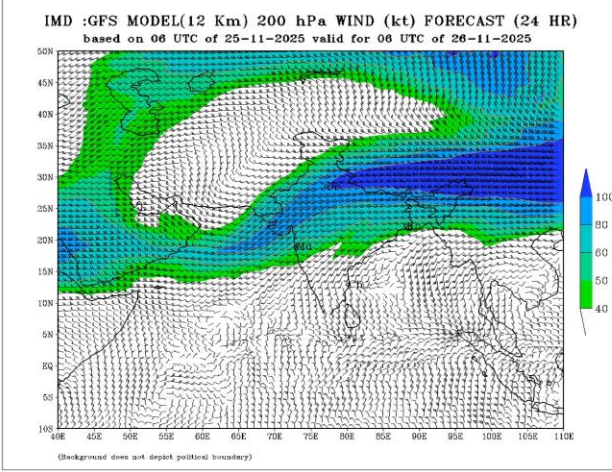 IMD :GFS MODEL(12 Km) 200 hPa WIND (kt) FORECAST (24 HR)
based on 06 UTC of 25-11-2025 valid for 06 UTC of 26-11-2025
50N
45N
40N
35N
30N
25N
20N
15N
10N
5N
EQ
5S
10S
40E 45E 50E 55E 60E 65E 70E 75E 80E 85E 90E 95E 100E 105E 110E
100
80
60
50
40
(Background does not depict political boundary)